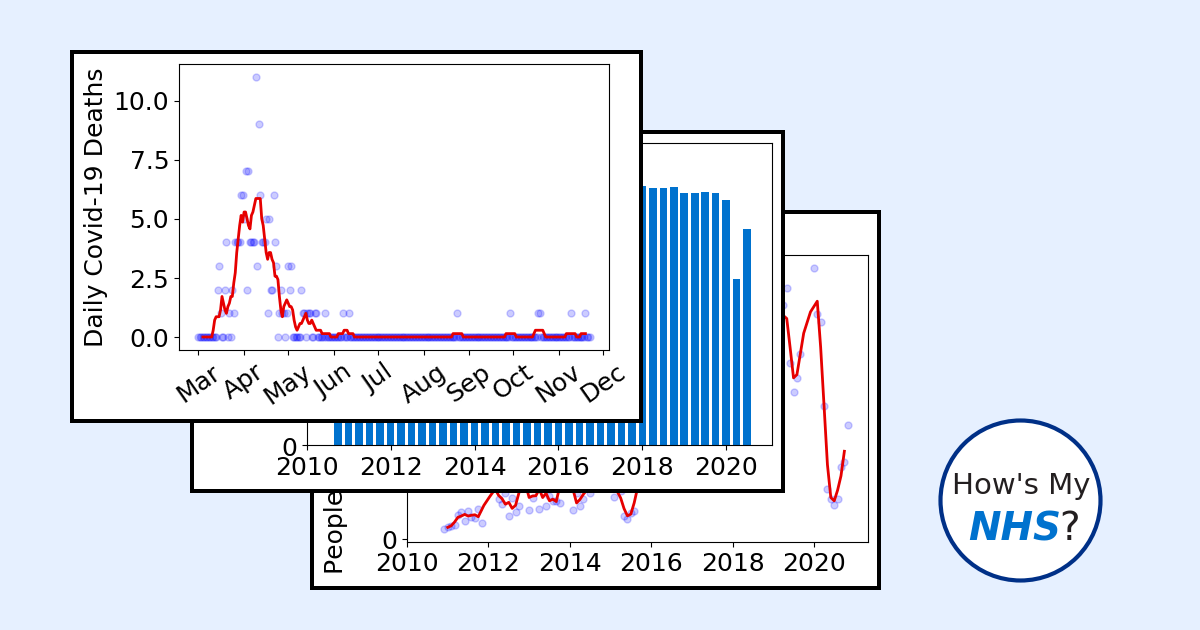 Daily Covid-19 Deaths
10.0
7.5
5.0
2.5
0.0
Mar Apr May Jun Jul Aug Sep Oct Nov Dec
0
2010 2012 2014 2016 2018 2020
People
0
2010 2012 2014 2016 2018 2020
How's My
NHS?